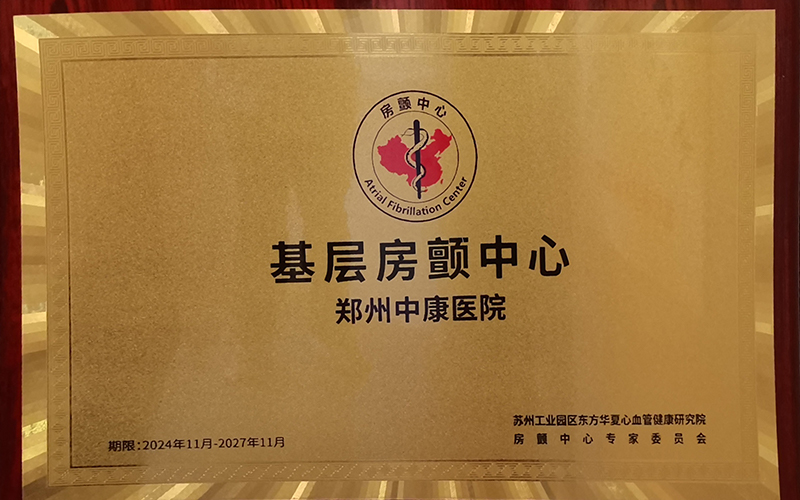 房颤中心
Atrial Fibrillation Center
基层房颤中心
郑州中康医院
苏州工业园区东方华夏心血管健康研究院
期限:2024年11月-2027年11月
房颤中心专家委员会